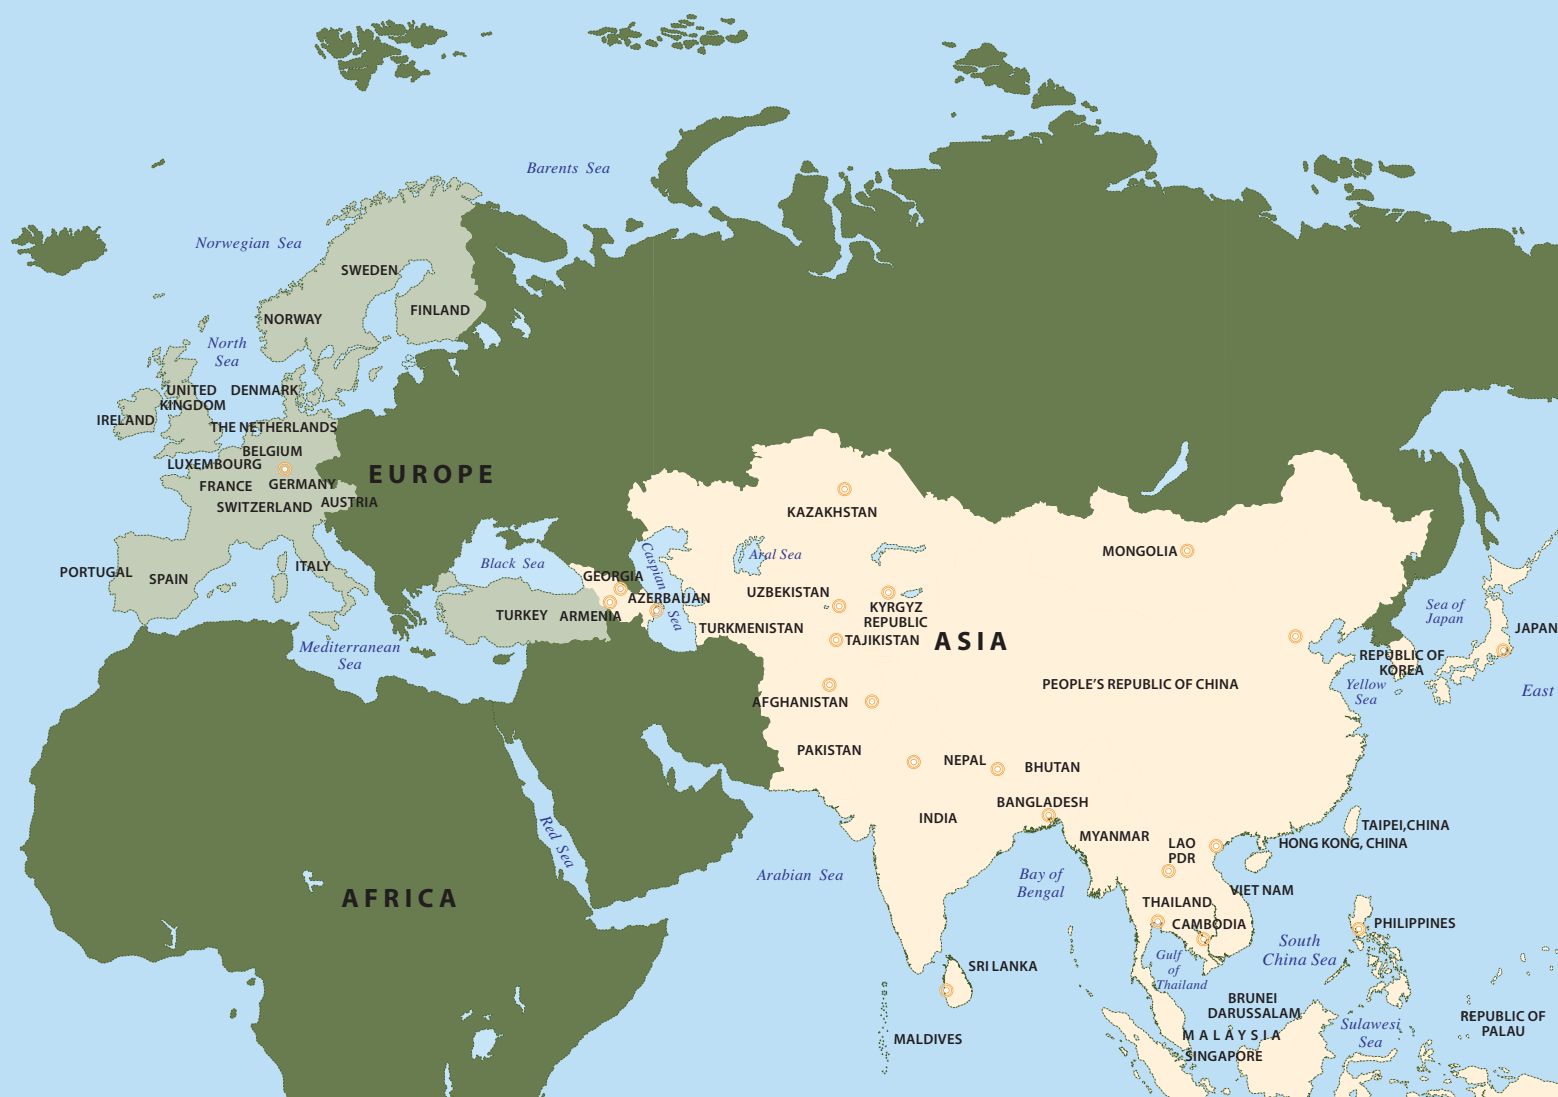 Barents Sea
Norwegian Sea
SWEDEN
FINLAND
NORWAY
North
Sea
UNITED
KINGDOM
DENMARK
IRELAND
THE NETHERLANDS
BELGIUM
LUXEMBOURG
EUROPE
FRANCE
GERMANY
SWITZERLAND
AUSTRIA
KAZAKHSTAN
MONGOLIA
Aral Sea
Caspian Sea
Black Sea
ITALY
PORTUGAL
SPAIN
GEORGIA
AZERBAIJAN
UZBEKISTAN
KYRGYZ
REPUBLIC
TURKEY
ARMENIA
TURKMENISTAN
TAJIKISTAN
ASIA
Sea of
Japan
JAPAN
Mediterranean
Sea
REPUBLIC OF
KOREA
PEOPLE'S REPUBLIC OF CHINA
Yellow
Sea
East
AFGHANISTAN
PAKISTAN
NEPAL
BHUTAN
BANGLADESH
INDIA
MYANMAR
LAO
PDR
TAIPEI,CHINA
HONG KONG, CHINA
Red Sea
Arabian Sea
Bay of
Bengal
VIET NAM
AFRICA
THAILAND
CAMBODIA
PHILIPPINES
South
China Sea
Gulf
of
Thailand
SRI LANKA
BRUNEI
DARUSSALAM
MALAYSIA
SINGAPORE
Sulawesi
Sea
REPUBLIC OF
PALAU
MALDIVES